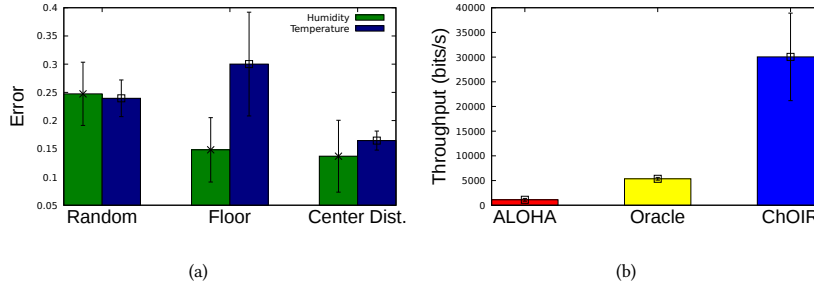 0.4
0.35
0.3
0.25
0.2
0.15
0.1
0.05
Error
Humidity
Temperature
Random Floor Center Dist.
(a)
40000
35000
30000
25000
20000
15000
10000
5000
0
Throughput (bits/s)
ALOHA Oracle ChOIR
(b)